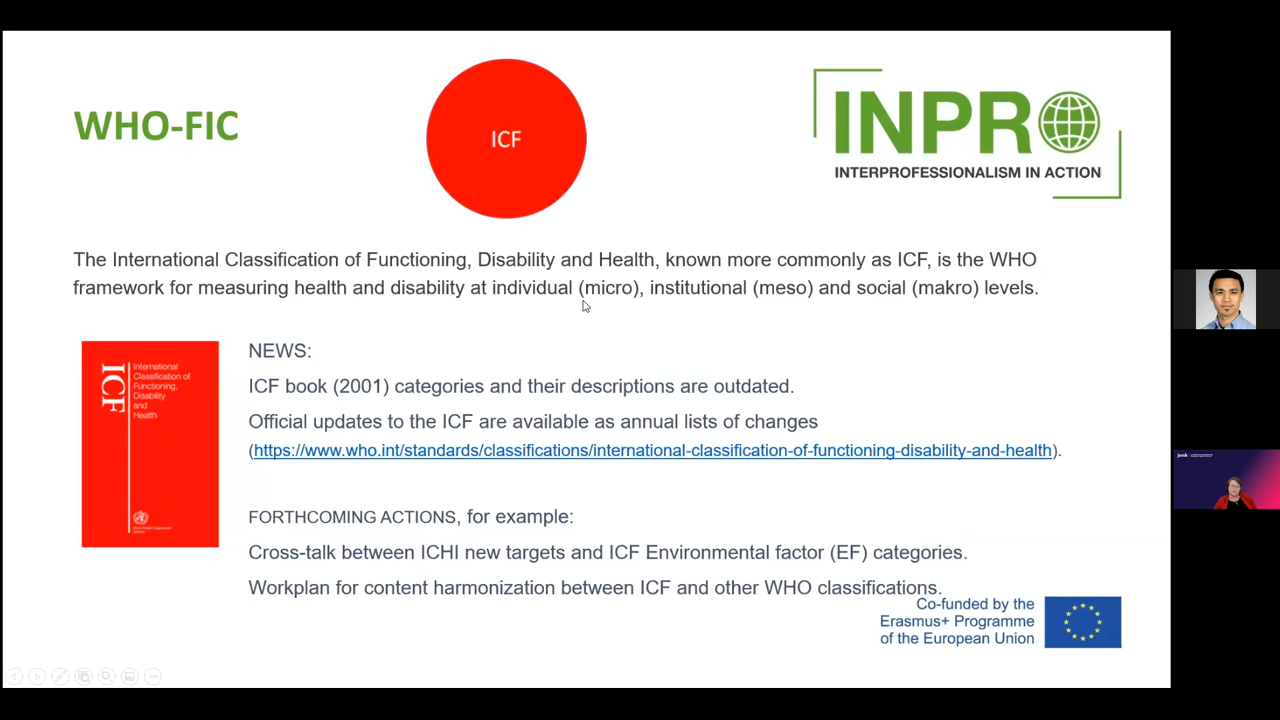 WHO-FIC
ICF
INPRO
INTERPROFESSIONALISM IN ACTION
The International Classification of Functioning, Disability and Health, known more commonly as ICF, is the WHO
framework for measuring health and disability at individual (micro), institutional (meso) and social (makro) levels.
ICF
International
Classification of
Functioning,
Disability
and
Health
NEWS:
ICF book (2001) categories and their descriptions are outdated.
Official updates to the ICF are available as annual lists of changes
(https://www.who.int/standards/classifications/international-classification-of-functioning-disability-and-health).
FORTHCOMING ACTIONS, for example:
Cross-talk between ICHI new targets and ICF Environmental factor (EF) categories.
Workplan for content harmonization between ICF and other WHO classifications.
Co-funded by the
Erasmus+ Programme
of the European Union
jamk